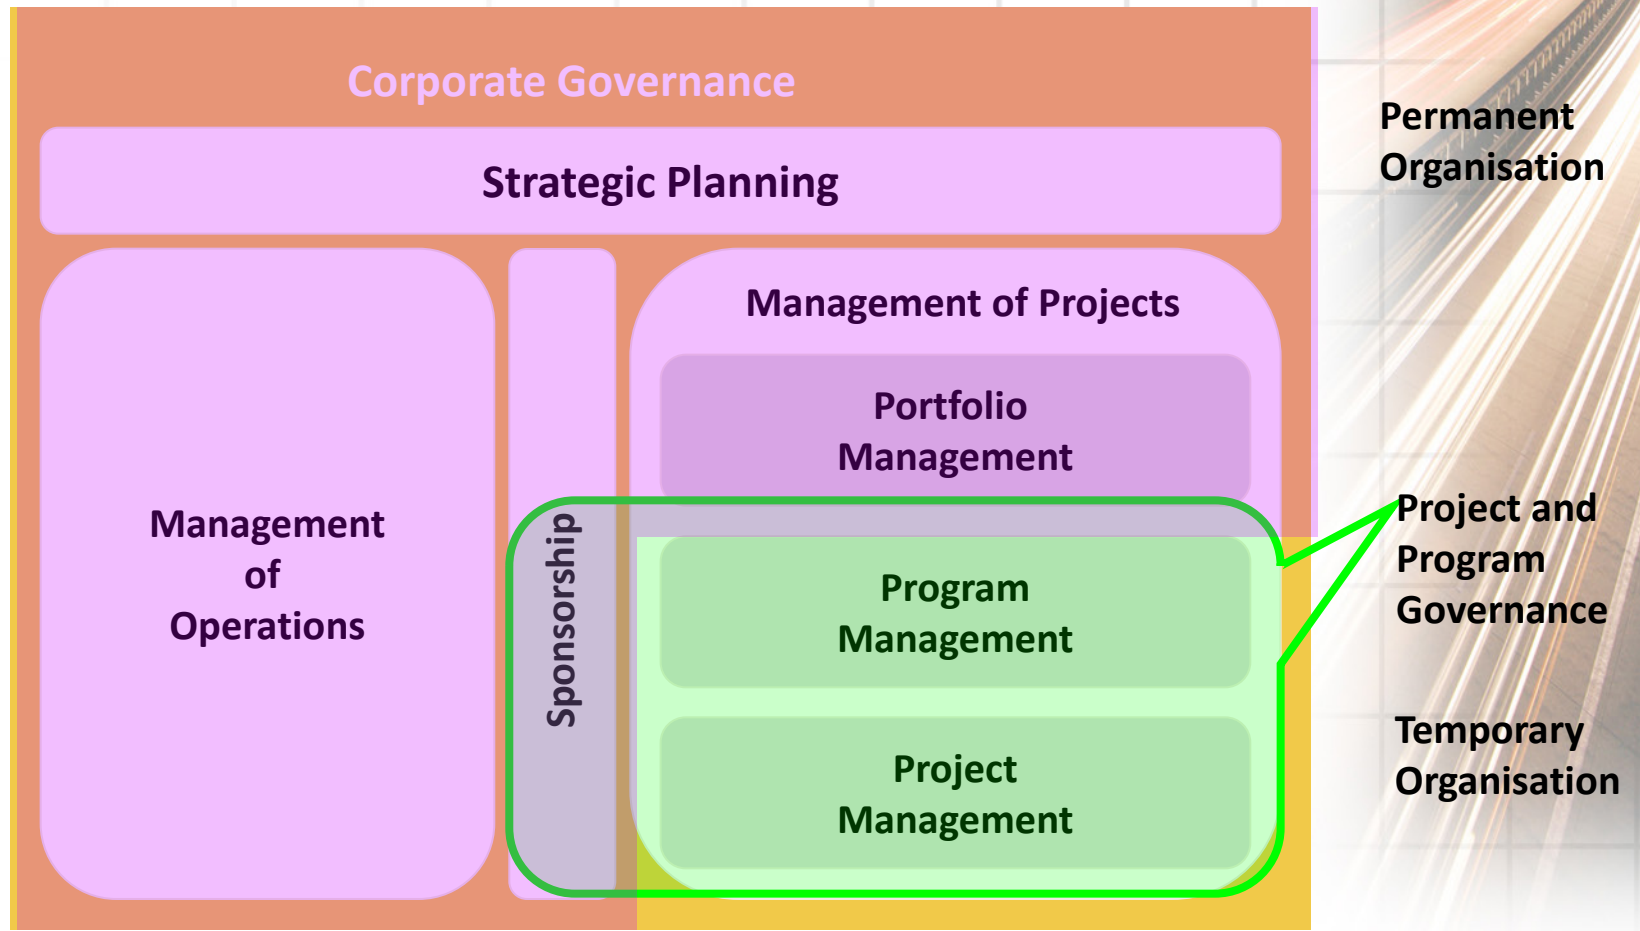 Corporate Governance
Strategic Planning
Management
of
Operations
Sponsorship
Management of Projects
Portfolio
Management
Program
Management
Project
Management
Permanent
Organisation
Project and
Program
Governance
Temporary
Organisation